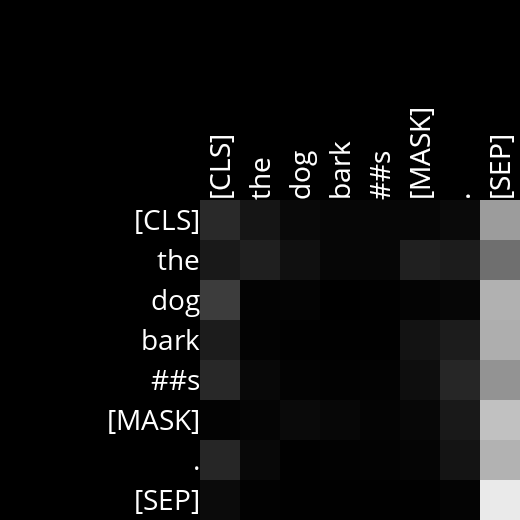 [CLS] the dog bark ##s [MASK] . [SEP]
[CLS]
the
dog
bark
##s
[MASK]
.
[SEP]